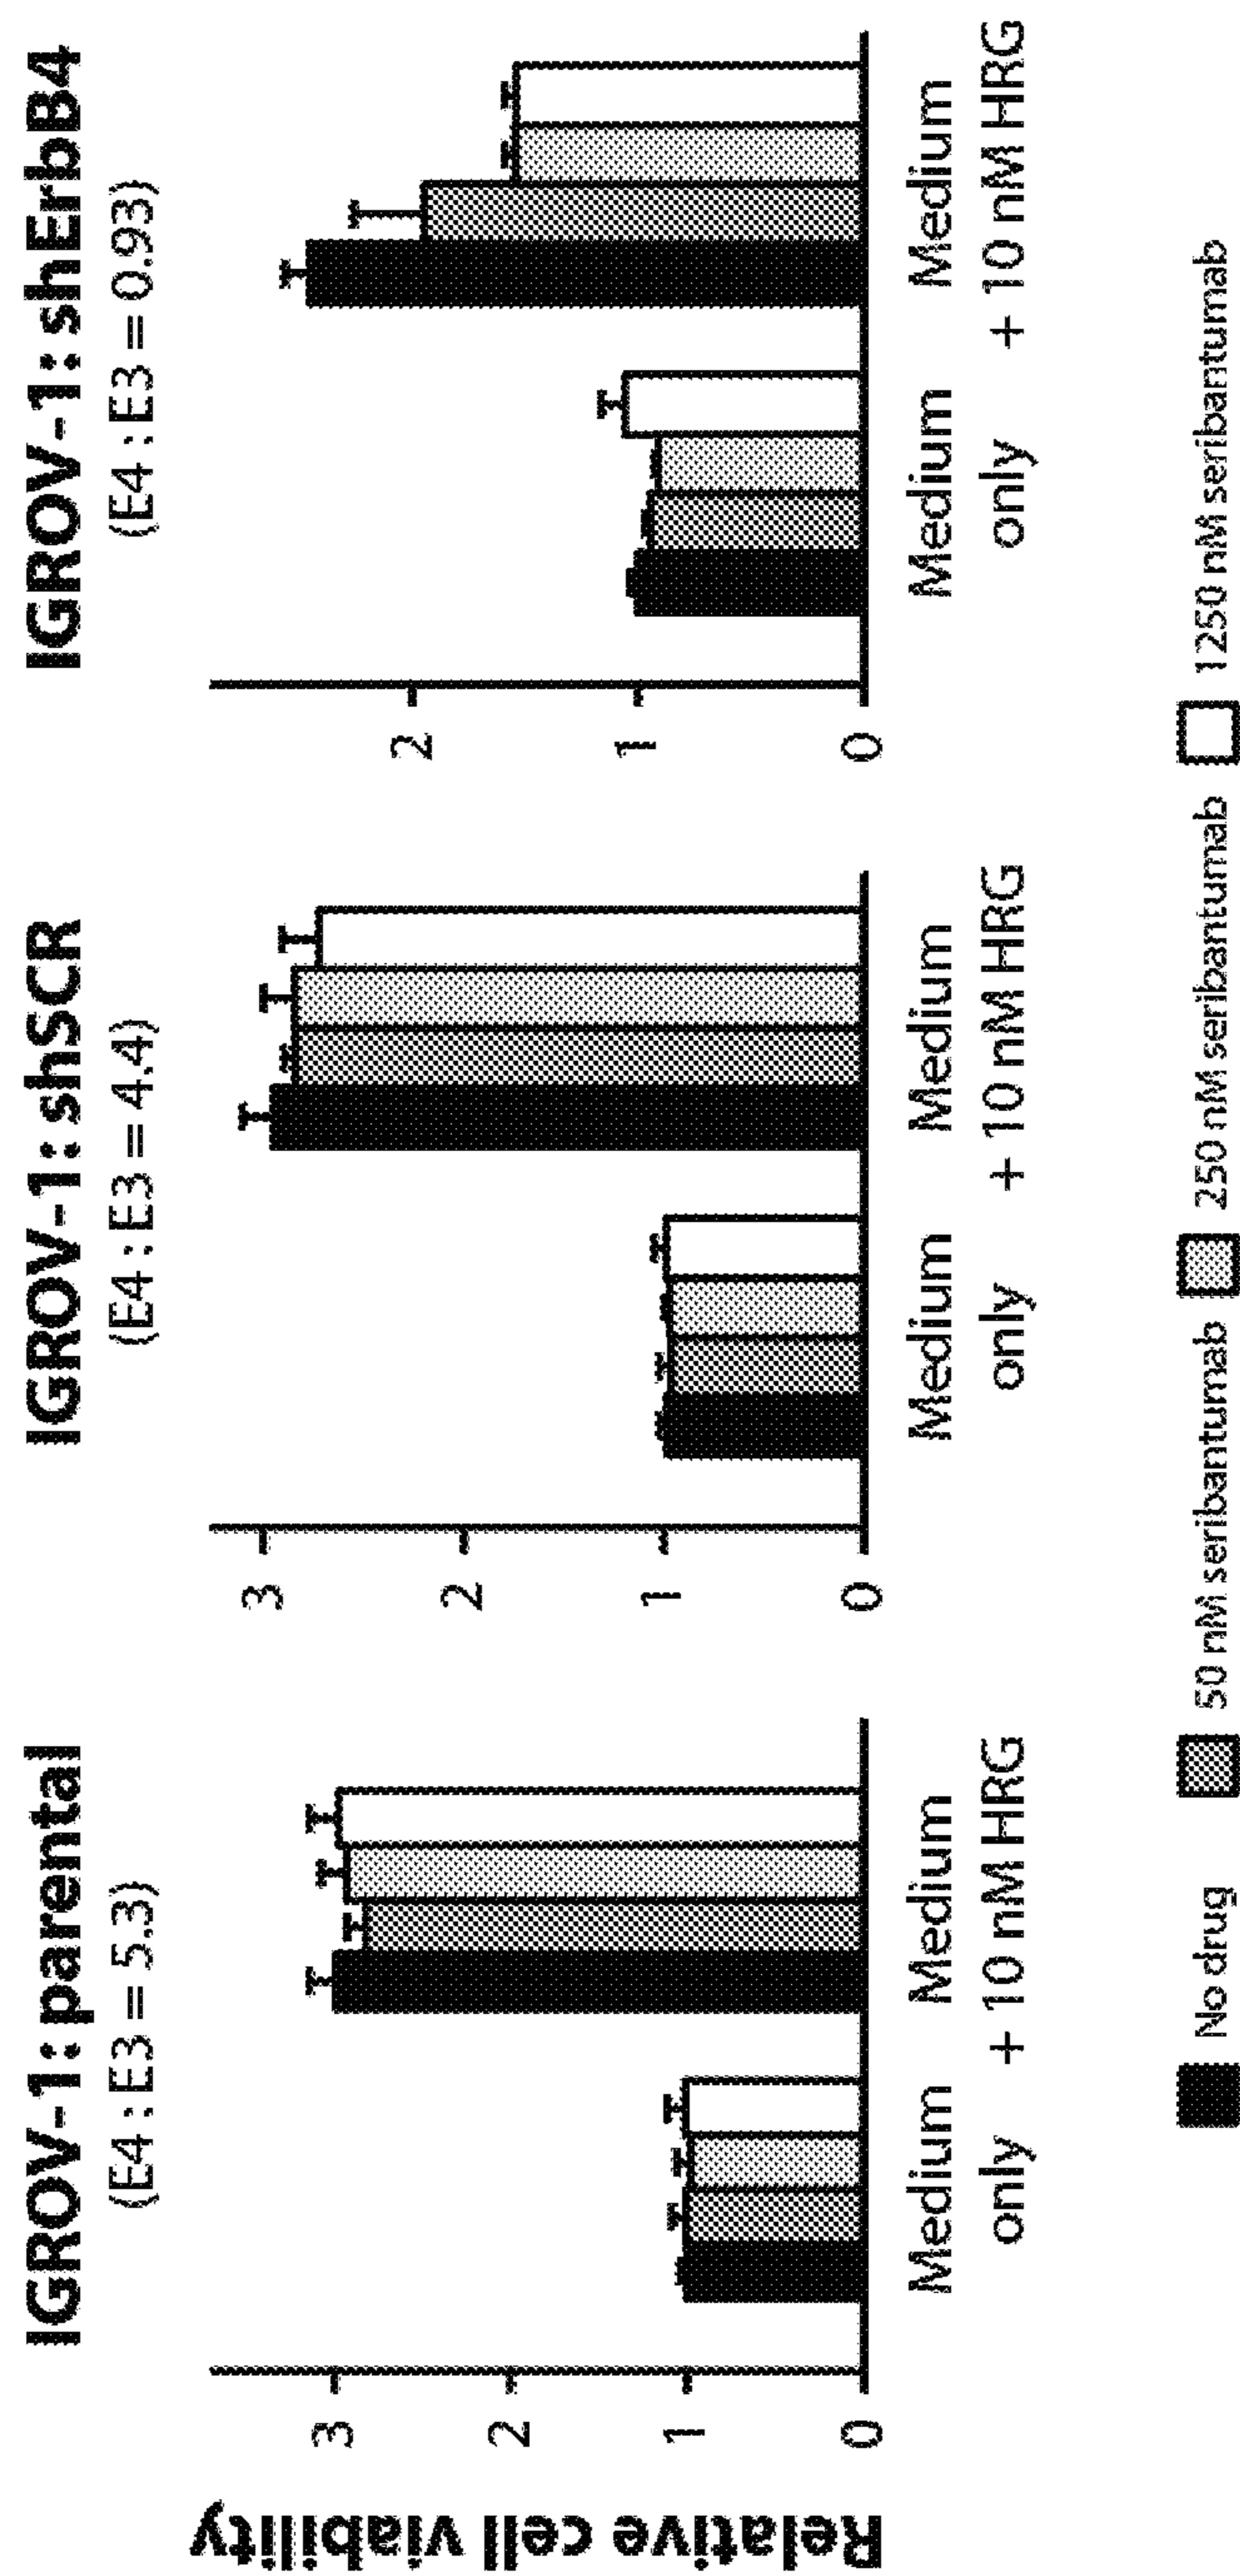 Relative cell viability
IGROV-1: parental
(E4 : E3 = 5.3)
3
2
1
0
Medium only
Medium + 10 nM HRG
IGROV-1: shSCR
(E4 : E3 = 4.4)
3
2
1
0
Medium only
Medium + 10 nM HRG
IGROV-1: shErbB4
(E4 : E3 = 0.93)
2
1
0
Medium only
Medium + 10 nM HRG
No drug
50 nM seribantumab
250 nM seribantumab
1250 nM seribantumab